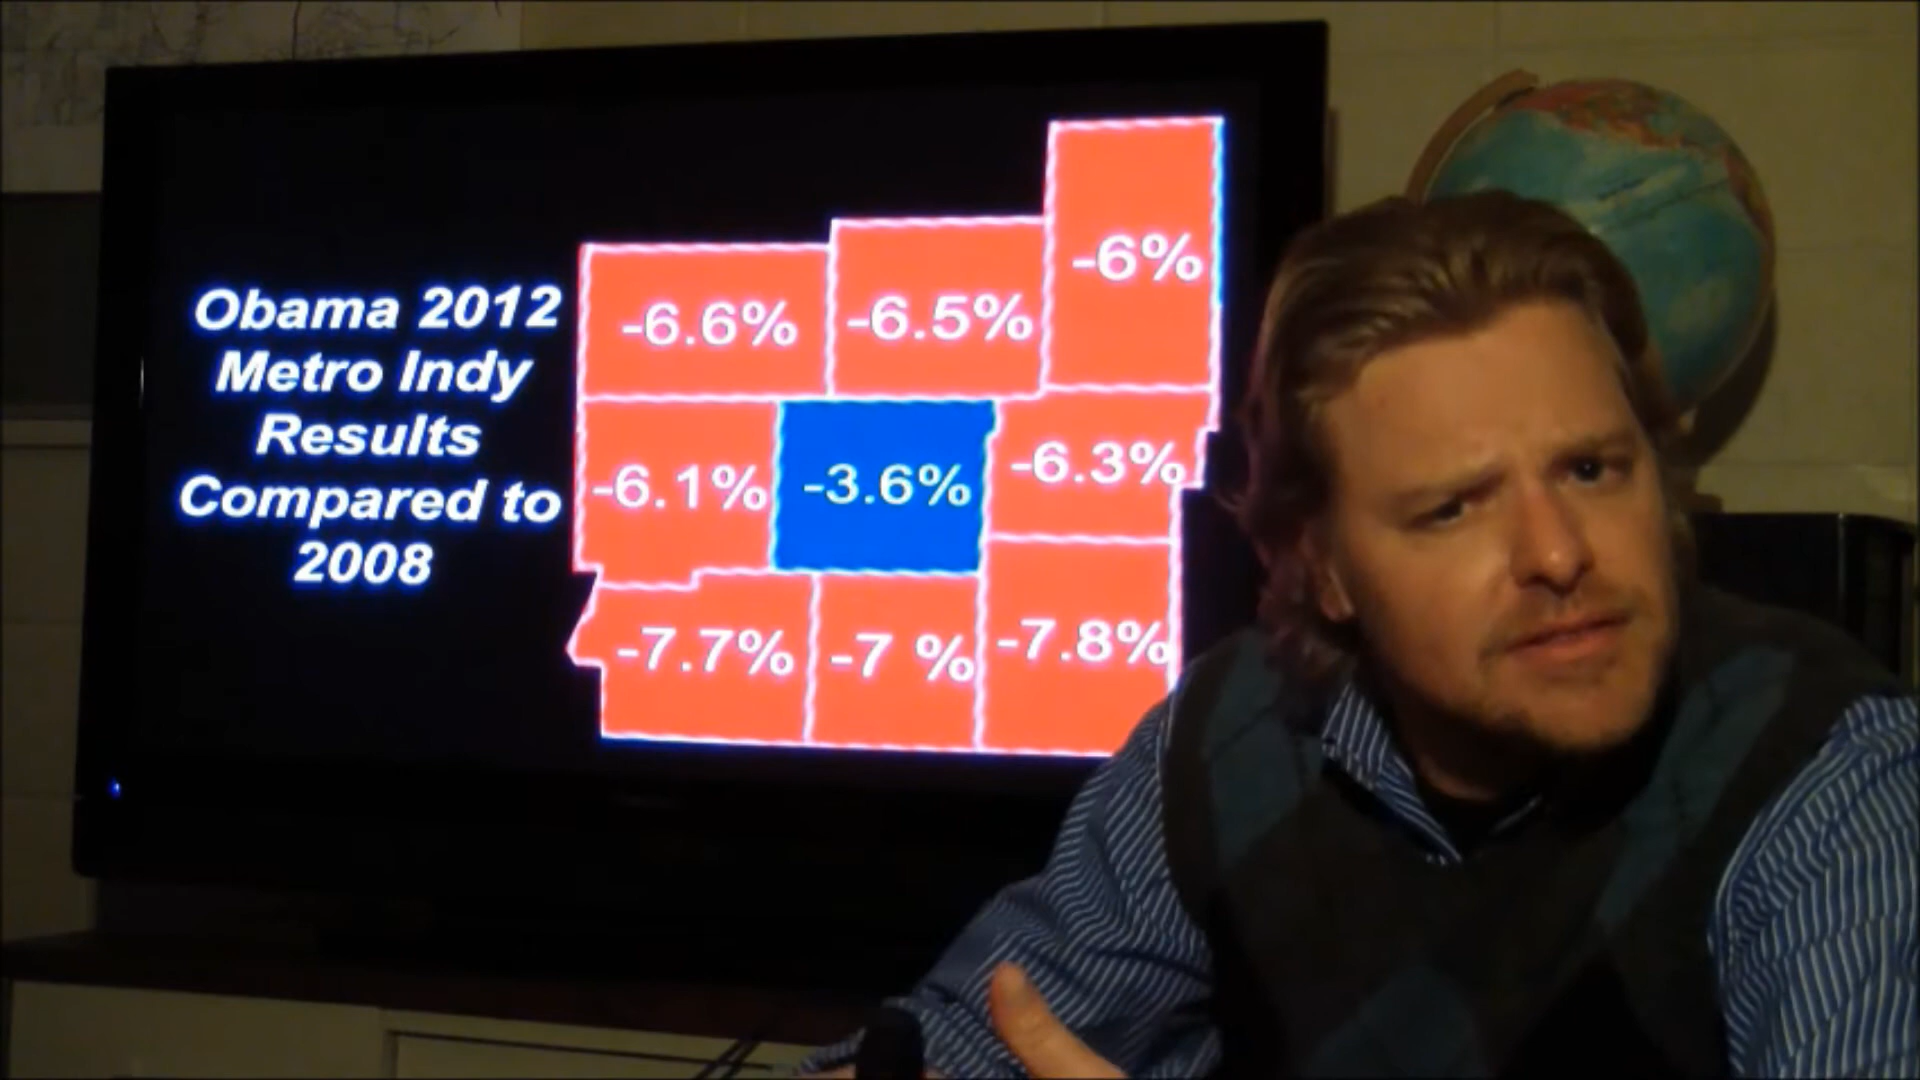 Obama 2012
Metro Indy
Results
Compared to
2008
-6%
-6.6%
-6.5%
-6.1%
-3.6%
-6.3%
-7.7%
-7 %
-7.8%